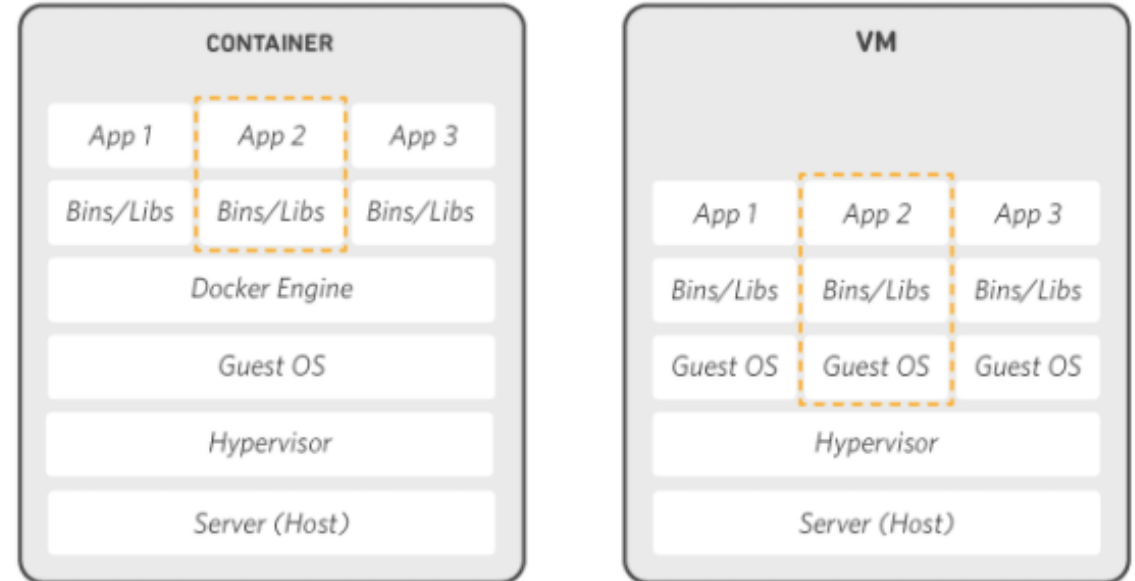 CONTAINER
App 1 App 2 App 3
Bins/Libs Bins/Libs Bins/Libs
Docker Engine
Guest OS
Hypervisor
Server (Host)
VM
App 1 App 2 App 3
Bins/Libs Bins/Libs Bins/Libs
Guest OS Guest OS Guest OS
Hypervisor
Server (Host)